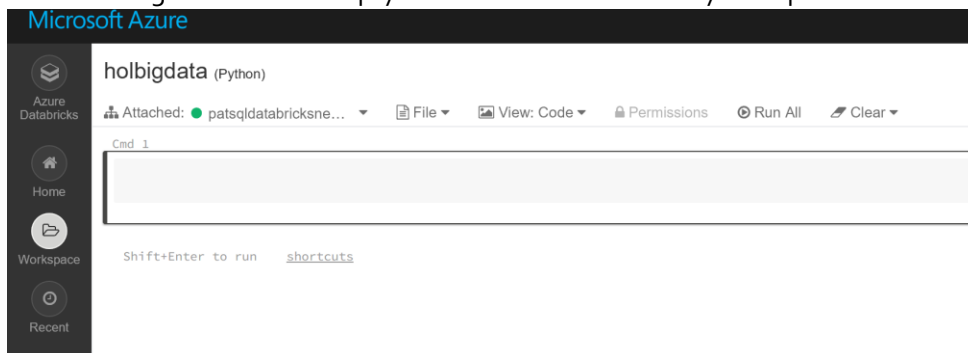 Microsoft Azure
holbigdata (Python)
Azure
Databricks
Attached: patsqldatabricksne... File View: Code Permissions Run All Clear
Cmd 1
Home
Workspace
Shift+Enter to run shortcuts
Recent